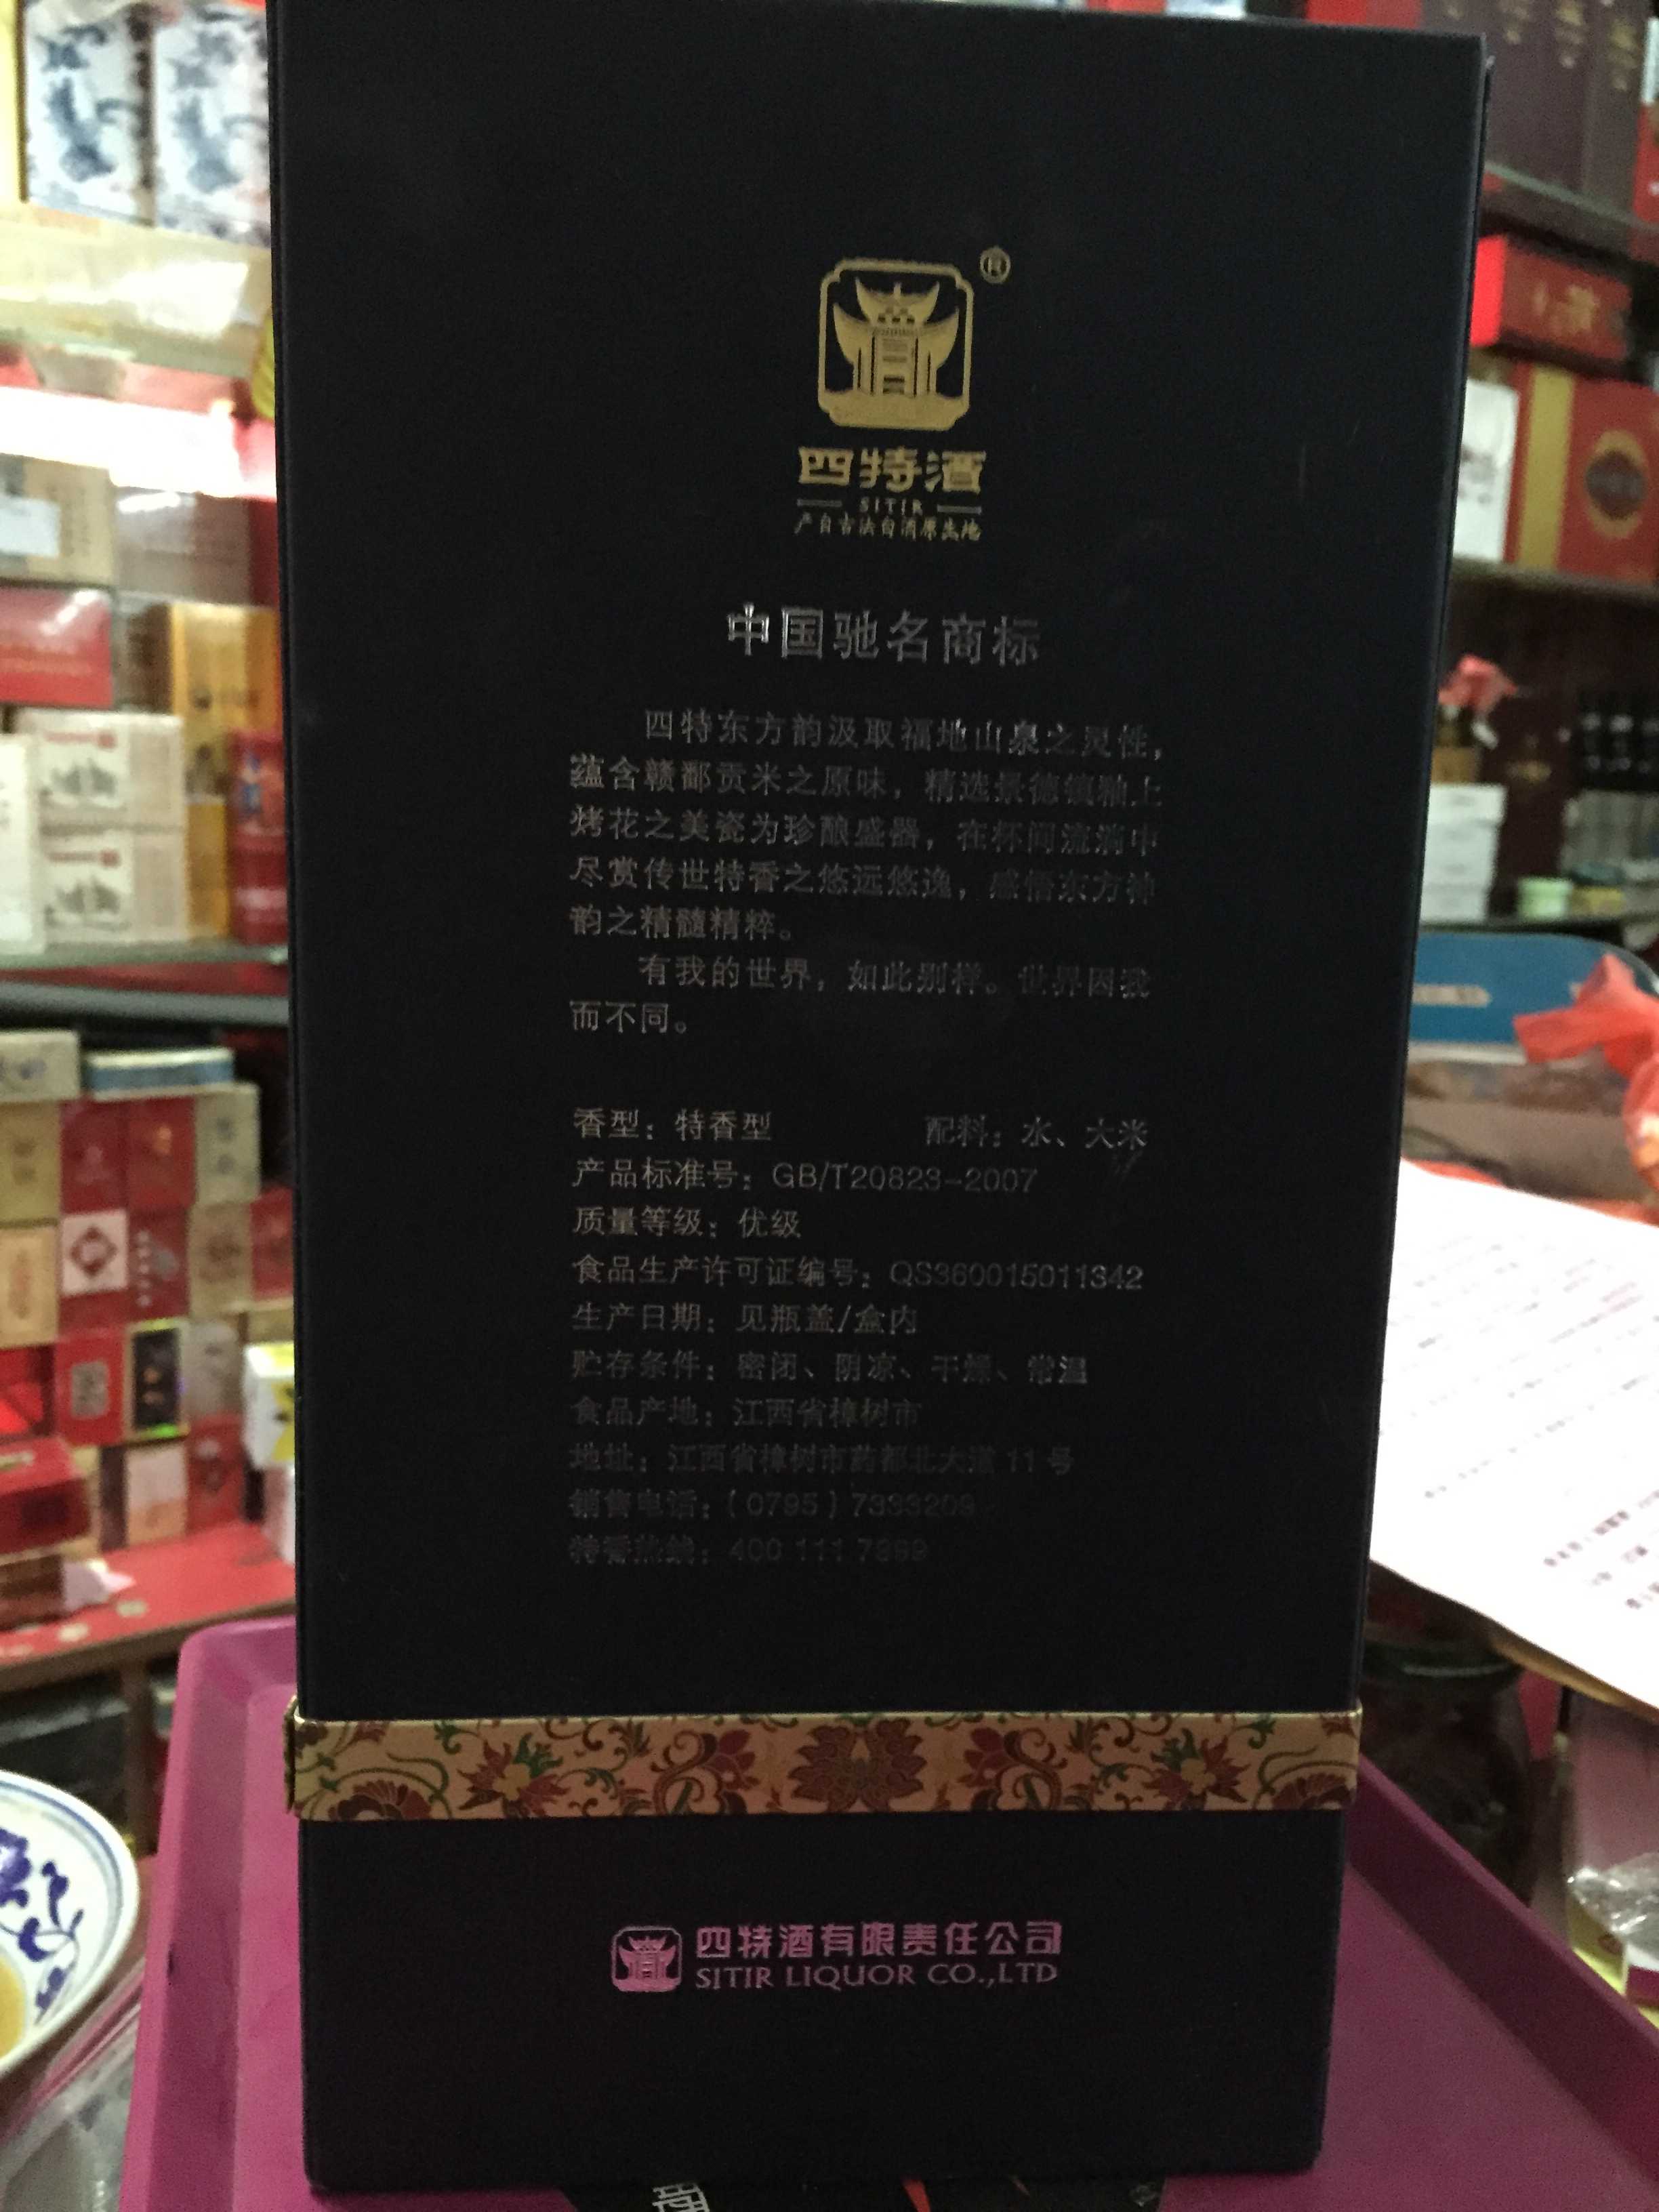 ®
四特酒
SITIR
产自古法白酒原生地
中国驰名商标
四特东方韵汲取福地山泉之灵性，
蕴含赣鄱贡米之原味，精选景德镇釉上
烤花之美瓷为珍酿盛器，在杯间流淌中
尽赏传世特香之悠远悠逸，感悟东方神
韵之精髓精粹。
有我的世界，如此别样。世界因我
而不同。
香型：特香型 配料：水、大米
产品标准号：GB/T20823-2007
质量等级：优级
食品生产许可证编号：QS360015011342
生产日期：见瓶盖/盒内
贮存条件：密闭、阴凉、干燥、常温
食品产地：江西省樟树市
地址：江西省樟树市药都北大道 11 号
销售电话：(0795) 7333209
特香热线：400 111 7899
四特酒有限责任公司
SITIR LIQUOR CO.,LTD